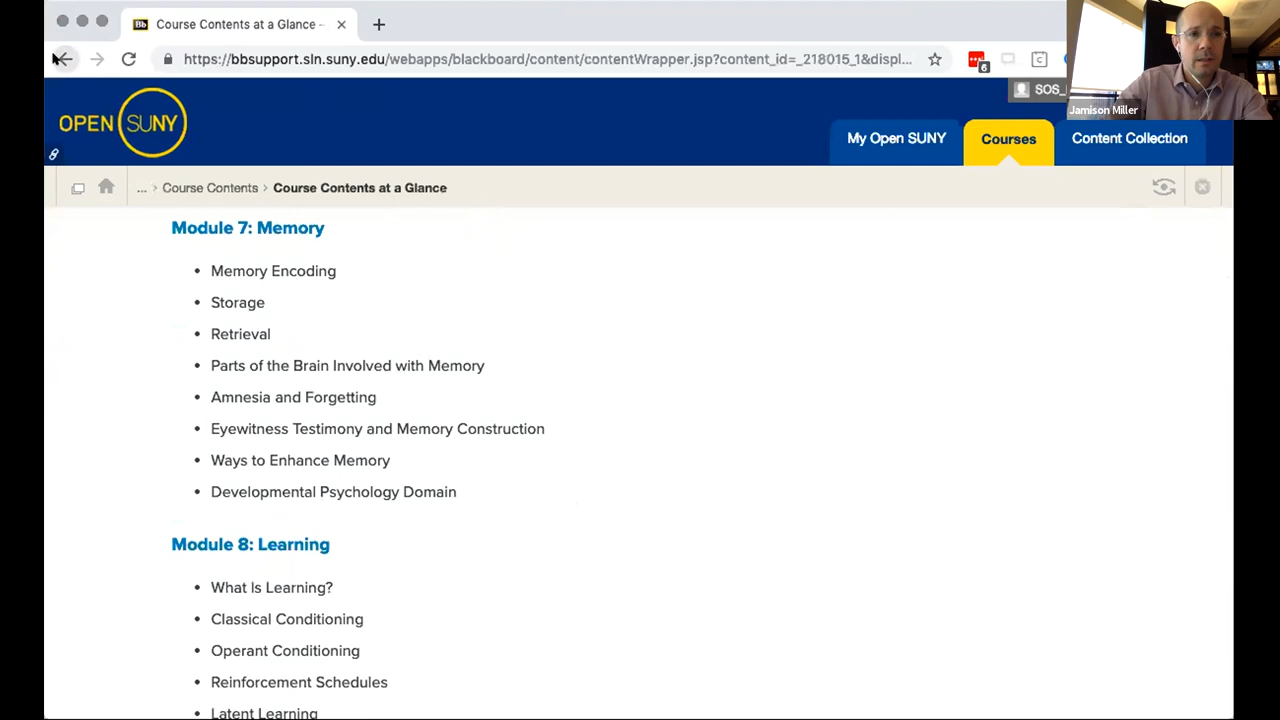 Course Contents at a Glance –
https://bbsupport.sln.suny.edu/webapps/blackboard/content/contentWrapper.jsp?content_id=_218015_1&displ...
6
Jamison Miller
OPEN SUNY
SOS_
My Open SUNY
Courses
Content Collection
... > Course Contents > Course Contents at a Glance
Module 7: Memory
• Memory Encoding
• Storage
• Retrieval
• Parts of the Brain Involved with Memory
• Amnesia and Forgetting
• Eyewitness Testimony and Memory Construction
• Ways to Enhance Memory
• Developmental Psychology Domain
Module 8: Learning
• What Is Learning?
• Classical Conditioning
• Operant Conditioning
• Reinforcement Schedules
• Latent Learning